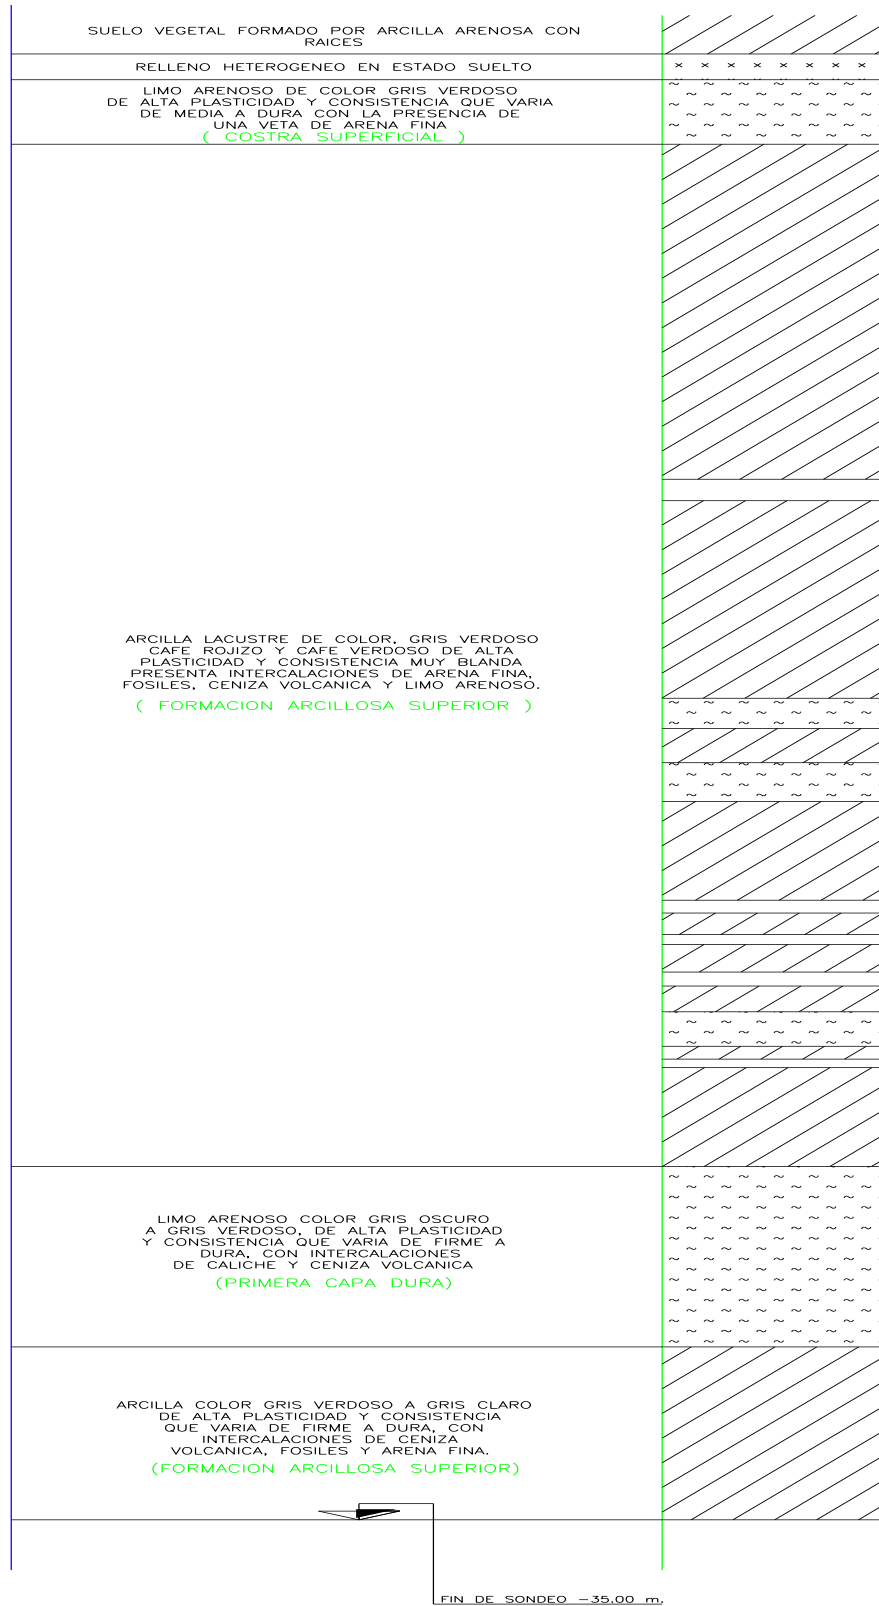 SUELO VEGETAL FORMADO POR ARCILLA ARENOSA CON
RAICES
RELLENO HETEROGENEO EN ESTADO SUELTO
LIMO ARENOSO DE COLOR GRIS VERDOSO
DE ALTA PLASTICIDAD Y CONSISTENCIA QUE VARIA
DE MEDIA A DURA CON LA PRESENCIA DE
UNA VETA DE ARENA FINA
( COSTRA SUPERFICIAL )
ARCILLA LACUSTRE DE COLOR, GRIS VERDOSO
CAFE ROJIZO Y CAFE VERDOSO DE ALTA
PLASTICIDAD Y CONSISTENCIA MUY BLANDA
PRESENTA INTERCALACIONES DE ARENA FINA,
FOSILES, CENIZA VOLCANICA Y LIMO ARENOSO.
( FORMACION ARCILLOSA SUPERIOR )
LIMO ARENOSO COLOR GRIS OSCURO
A GRIS VERDOSO, DE ALTA PLASTICIDAD
Y CONSISTENCIA QUE VARIA DE FIRME A
DURA, CON INTERCALACIONES
DE CALICHE Y CENIZA VOLCANICA
(PRIMERA CAPA DURA)
ARCILLA COLOR GRIS VERDOSO A GRIS CLARO
DE ALTA PLASTICIDAD Y CONSISTENCIA
QUE VARIA DE FIRME A DURA, CON
INTERCALACIONES DE CENIZA
VOLCANICA, FOSILES Y ARENA FINA.
(FORMACION ARCILLOSA SUPERIOR)
FIN DE SONDEO -35.00 m.